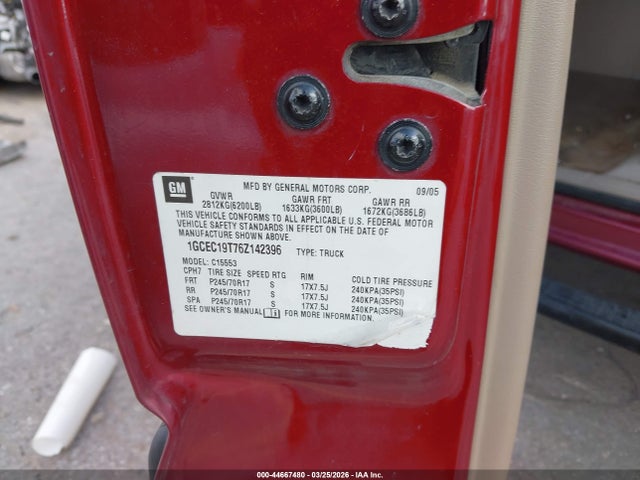 GM
MFD BY GENERAL MOTORS CORP. 09/05
GVWR GAWR FRT GAWR RR
2812KG(6200LB) 1633KG(3600LB) 1672KG(3686LB)
THIS VEHICLE CONFORMS TO ALL APPLICABLE U.S. FEDERAL MOTOR
VEHICLE SAFETY STANDARDS IN EFFECT ON THE DATE OF
MANUFACTURE SHOWN ABOVE.
1GCEC19T76Z142396 TYPE: TRUCK
MODEL: C15553
CPH7 TIRE SIZE SPEED RTG RIM COLD TIRE PRESSURE
FRT P245/70R17 S 17X7.5J 240KPA(35PSI)
RR P245/70R17 S 17X7.5J 240KPA(35PSI)
SPA P245/70R17 S 17X7.5J 240KPA(35PSI)
SEE OWNER'S MANUAL i FOR MORE INFORMATION.
000-44667480 - 03/25/2026 - IAA Inc.